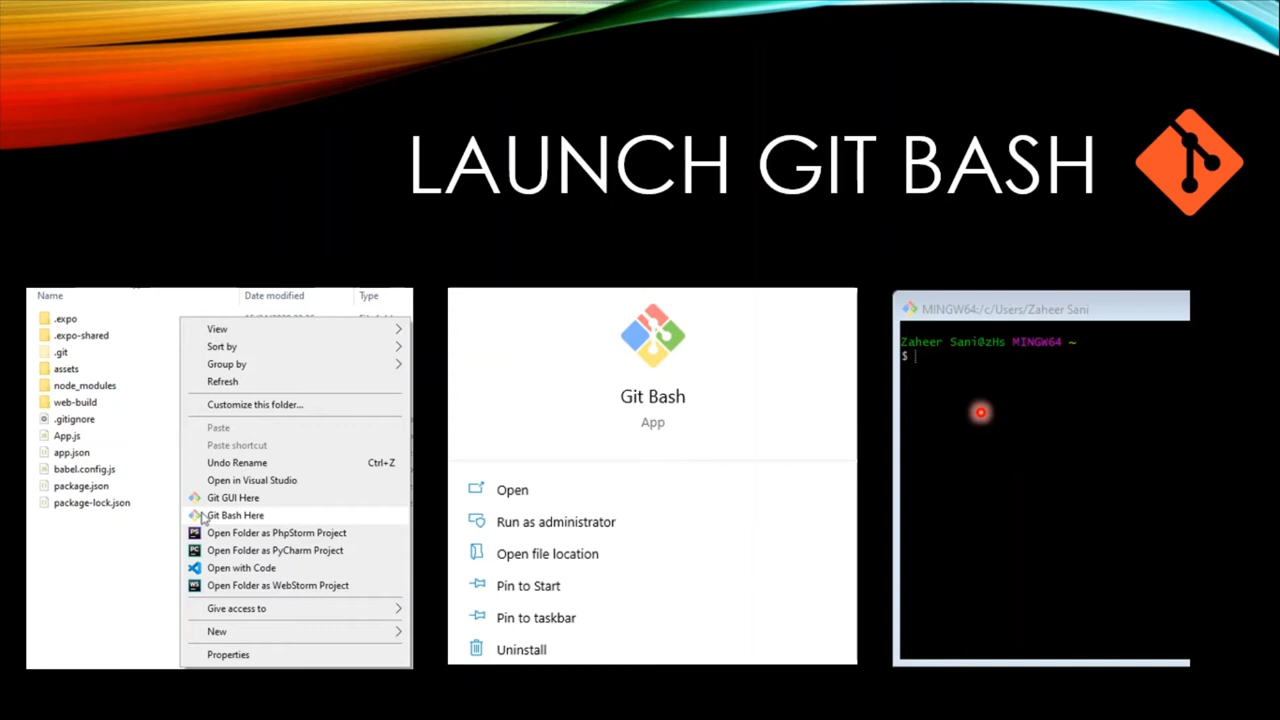 LAUNCH GIT BASH
Name Date modified Type
.expo
.expo-shared
.git
assets
node_modules
web-build
.gitignore
App.js
app.json
babel.config.js
package.json
package-lock.json
View
Sort by
Group by
Refresh
Customize this folder...
Paste
Paste shortcut
Undo Rename Ctrl+Z
Open in Visual Studio
Git GUI Here
Git Bash Here
PS Open Folder as PhpStorm Project
PC Open Folder as PyCharm Project
Open with Code
WS Open Folder as WebStorm Project
Give access to
New
Properties
Git Bash
App
Open
Run as administrator
Open file location
Pin to Start
Pin to taskbar
Uninstall
MINGW64:/c/Users/Zaheer Sani
Zaheer Sani@zHs MINGW64 ~
$